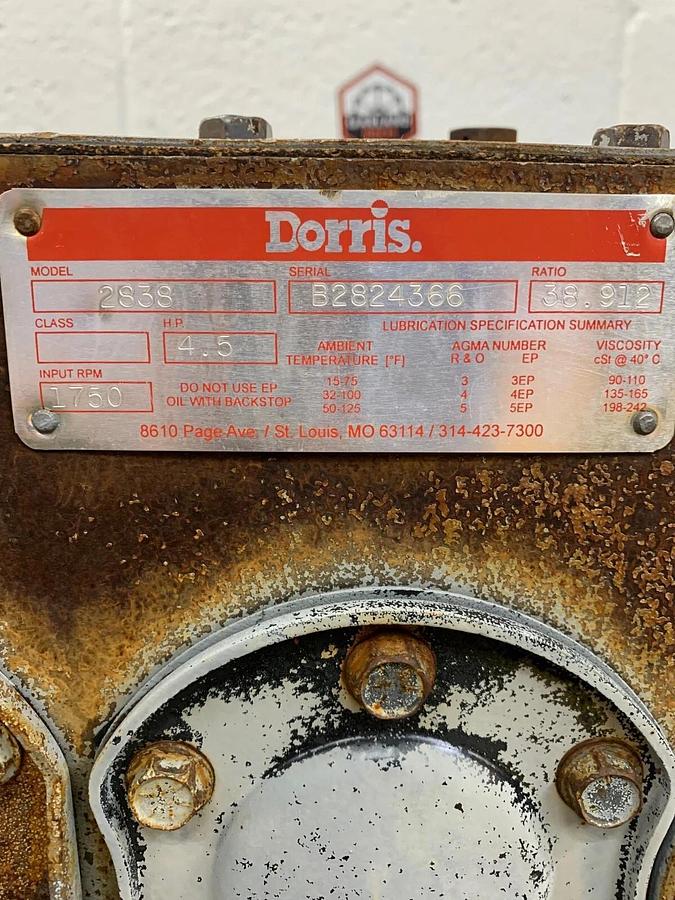 Dorris.
MODEL SERIAL RATIO
2838 B2824366 38.912
CLASS H.P. LUBRICATION SPECIFICATION SUMMARY
4.5
AMBIENT AGMA NUMBER VISCOSITY
TEMPERATURE [°F] R & O EP cSt @ 40° C
INPUT RPM 15-75 3 3EP 90-110
1750 DO NOT USE EP 32-100 4 4EP 135-165
OIL WITH BACKSTOP 50-125 5 5EP 198-242
8610 Page Ave. / St. Louis, MO 63114 / 314-423-7300